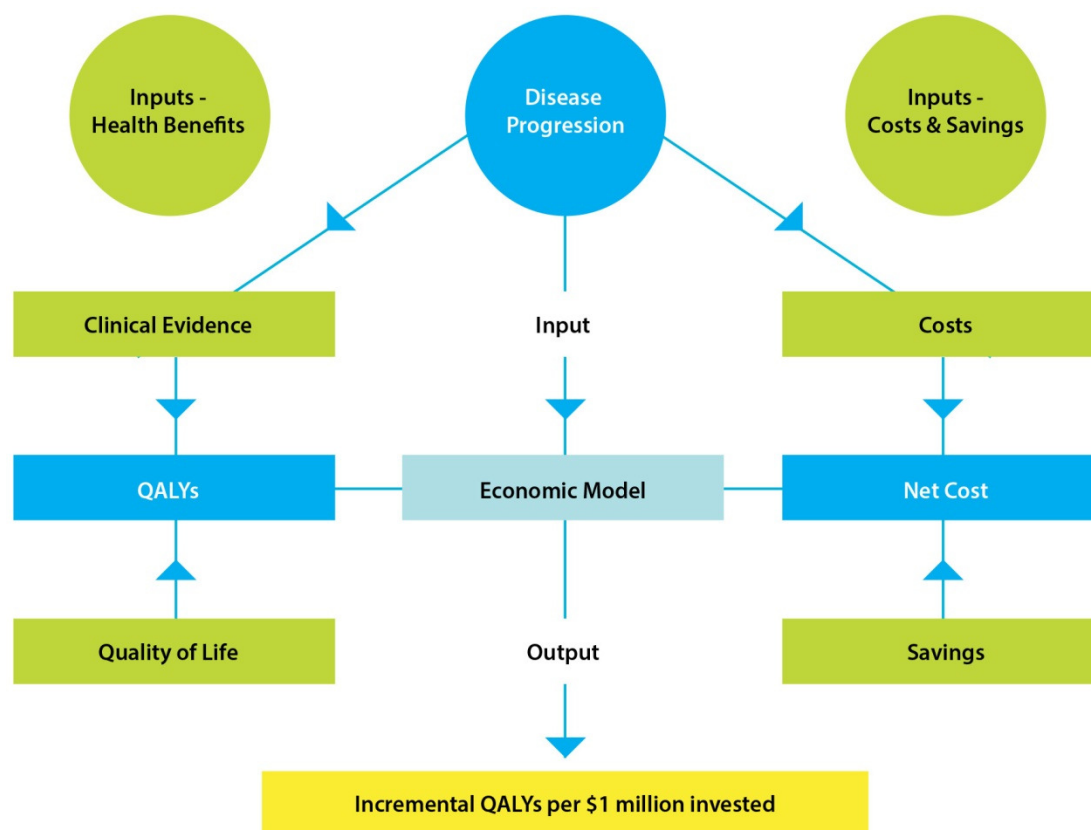 Inputs -
Health Benefits
Disease
Progression
Inputs -
Costs & Savings
Clinical Evidence
Input
Costs
QALYs
Economic Model
Net Cost
Quality of Life
Output
Savings
Incremental QALYs per $1 million invested